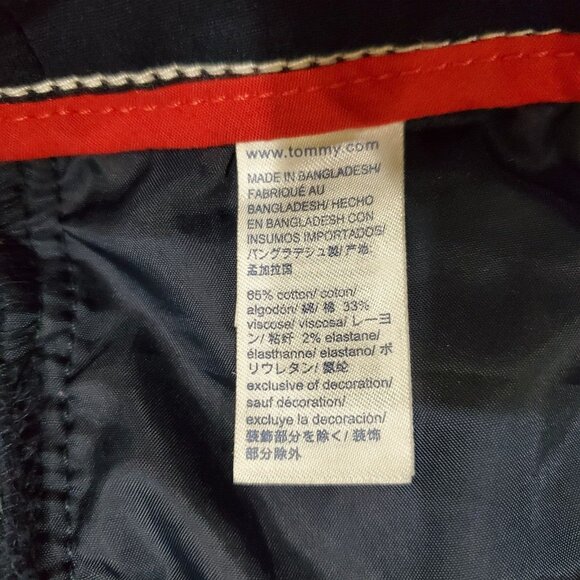 www.tommy.com
MADE IN BANGLADESH/
FABRIQUÉ AU
BANGLADESH/ HECHO
EN BANGLADESH CON
INSUMOS IMPORTADOS/
バングラデシュ製/ 产地:
孟加拉国
65% cotton/ coton/
algodón/ 綿/ 棉 33%
viscose/ viscosa/ レーヨ
ン/ 粘纤 2% elastane/
élasthanne/ elastano/ ポ
リウレタン/ 氨纶
exclusive of decoration/
sauf décoration/
excluye la decoración/
装飾部分を除く/ 装饰
部分除外